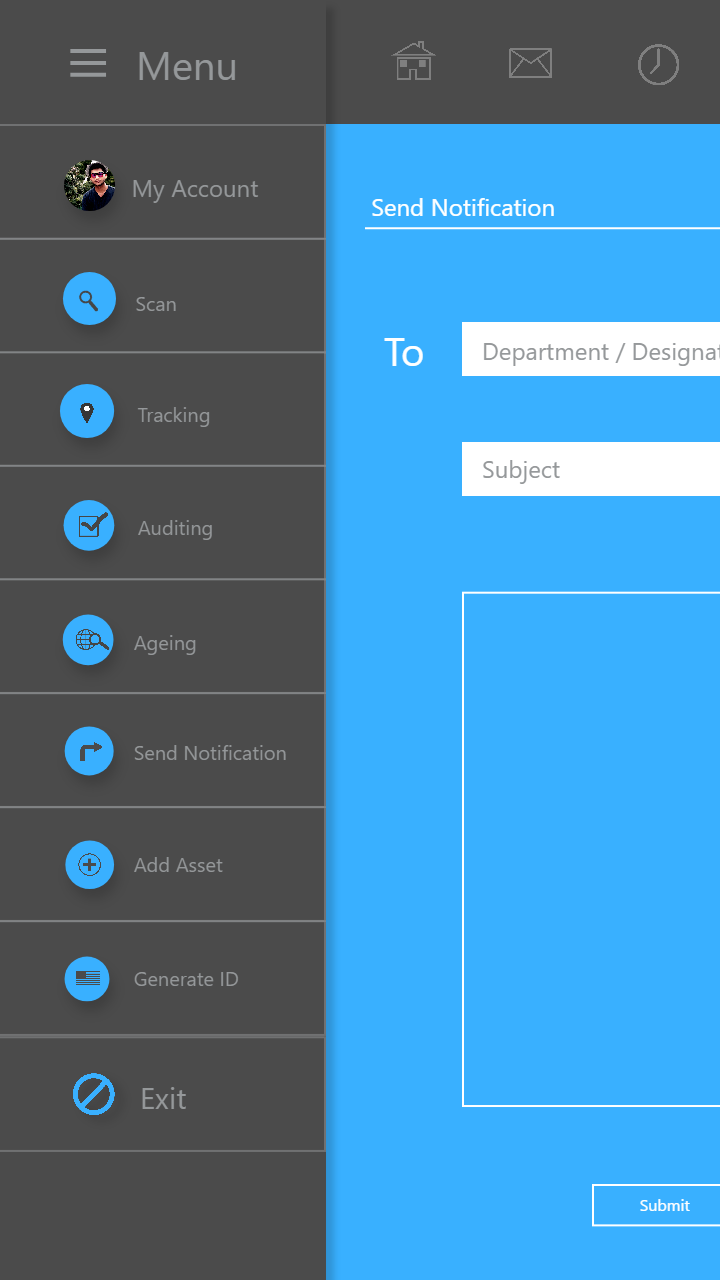 Menu
My Account
Scan
Tracking
Auditing
Ageing
Send Notification
Add Asset
Generate ID
Exit
Send Notification
To
Department / Designat
Subject
Submit